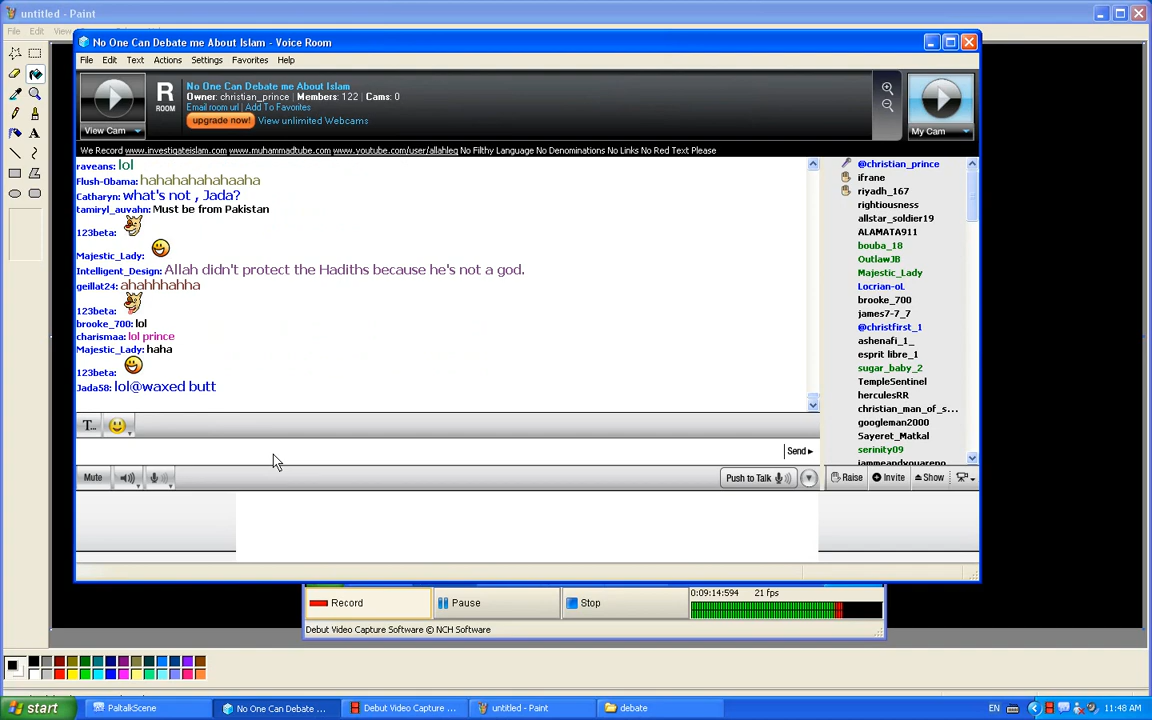 untitled - Paint
File Edit View
No One Can Debate me About Islam - Voice Room
File Edit Text Actions Settings Favorites Help
View Cam
R
ROOM
No One Can Debate me About Islam
Owner: christian_prince | Members: 122 | Cams: 0
Email room url | Add To Favorites
upgrade now! View unlimited Webcams
My Cam
We Record www.investigateislam.com www.muhammadtube.com www.youtube.com/user/allahleq No Filthy Language No Denominations No Links No Red Text Please
raveans: lol
Flush-Obama: hahahahahahaaha
Catharyn: what's not , Jada?
tamiryl_auvahn: Must be from Pakistan
123beta:
Majestic_Lady:
Intelligent_Design: Allah didn't protect the Hadiths because he's not a god.
geillat24: ahahhhahha
123beta:
brooke_700: lol
charismaa: lol prince
Majestic_Lady: haha
123beta:
Jada58: lol@waxed butt
@christian_prince
ifrane
riyadh_167
rightiousness
allstar_soldier19
ALAMATA911
bouba_18
OutlawJB
Majestic_Lady
Locrian-oL
brooke_700
james7-7_7
@christfirst_1
ashenafi_1_
esprit libre_1
sugar_baby_2
TempleSentinel
herculesRR
christian_man_of_s...
googleman2000
Sayeret_Matkal
serinity09
T...
Send
Mute
Push to Talk
Raise
Invite
Show
Record
Pause
Stop
0:09:14:594 21 fps
Debut Video Capture Software © NCH Software
start
PaltalkScene
No One Can Debate ...
Debut Video Capture ...
untitled - Paint
debate
EN
11:48 AM